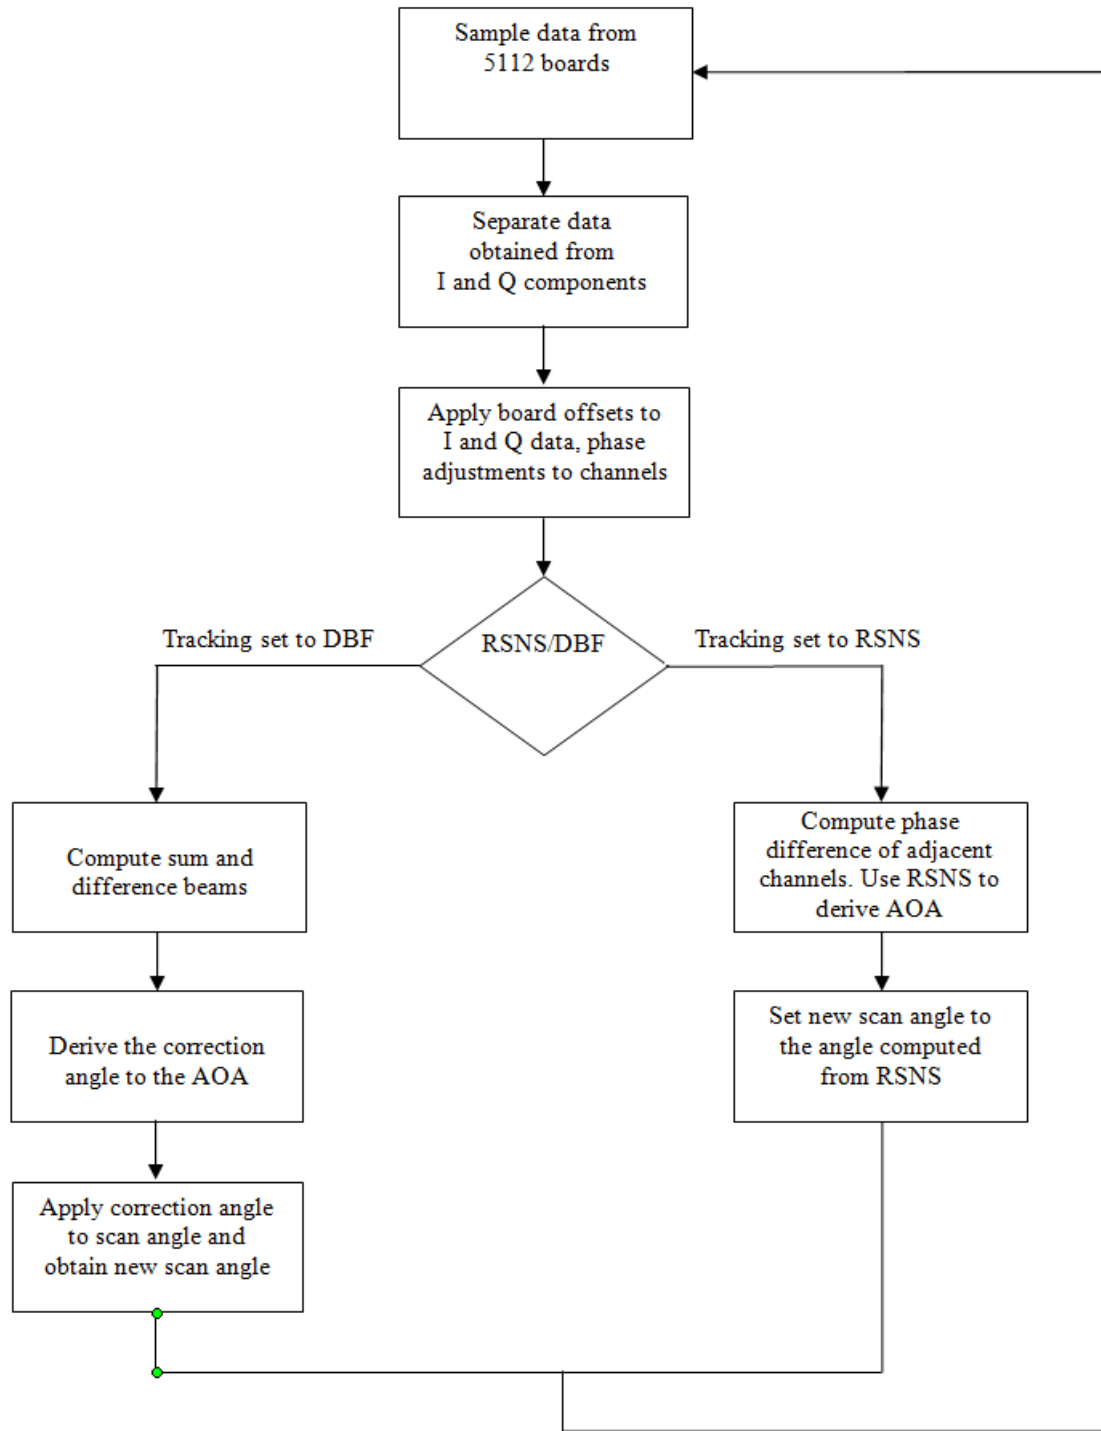 Sample data from
5112 boards
Separate data
obtained from
I and Q components
Apply board offsets to
I and Q data, phase
adjustments to channels
RSNS/DBF
Tracking set to DBF
Tracking set to RSNS
Compute sum and
difference beams
Compute phase
difference of adjacent
channels. Use RSNS to
derive AOA
Derive the correction
angle to the AOA
Set new scan angle to
the angle computed
from RSNS
Apply correction angle
to scan angle and
obtain new scan angle